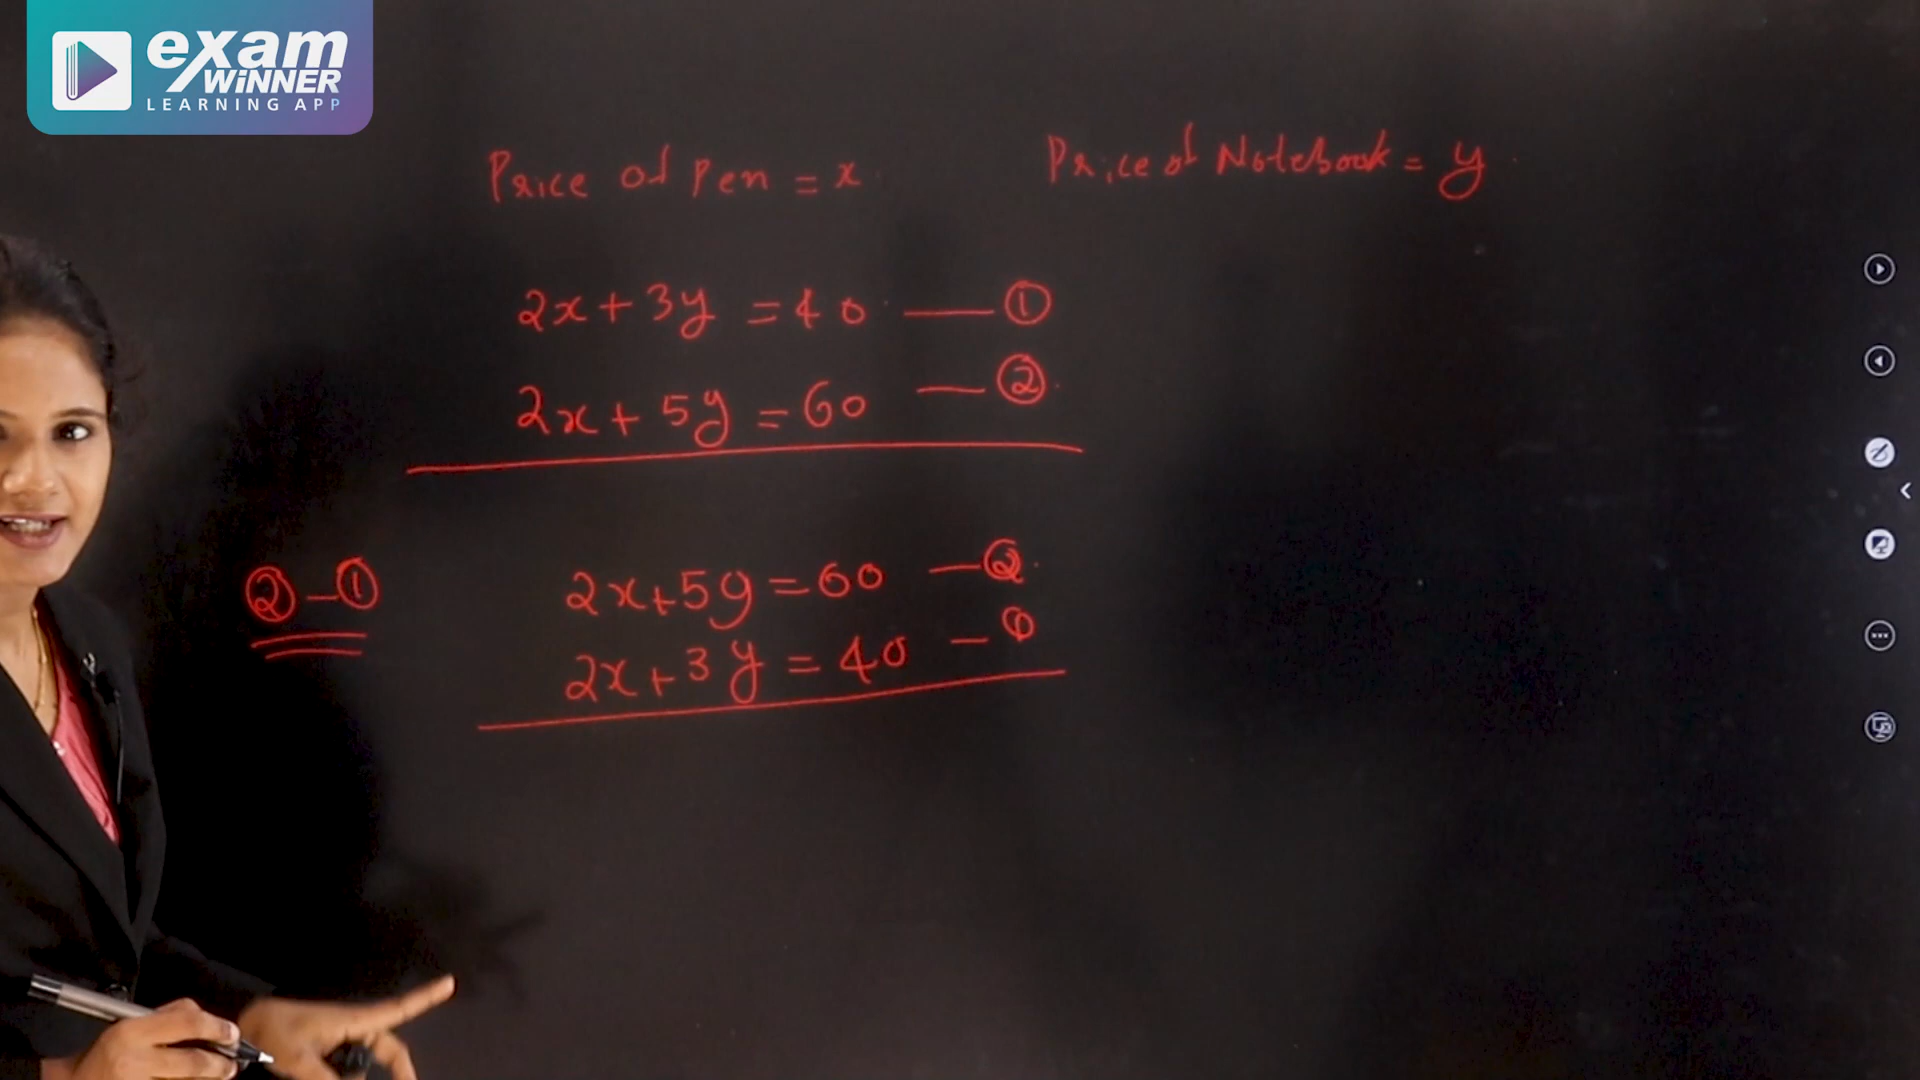 exam
WINNER
LEARNING APP
Price of Pen = x
Price of Notebook = y
2x + 3y = 40 — ①
2x + 5y = 60 — ②
② - ①
2x + 5y = 60 — ②
2x + 3y = 40 — ①